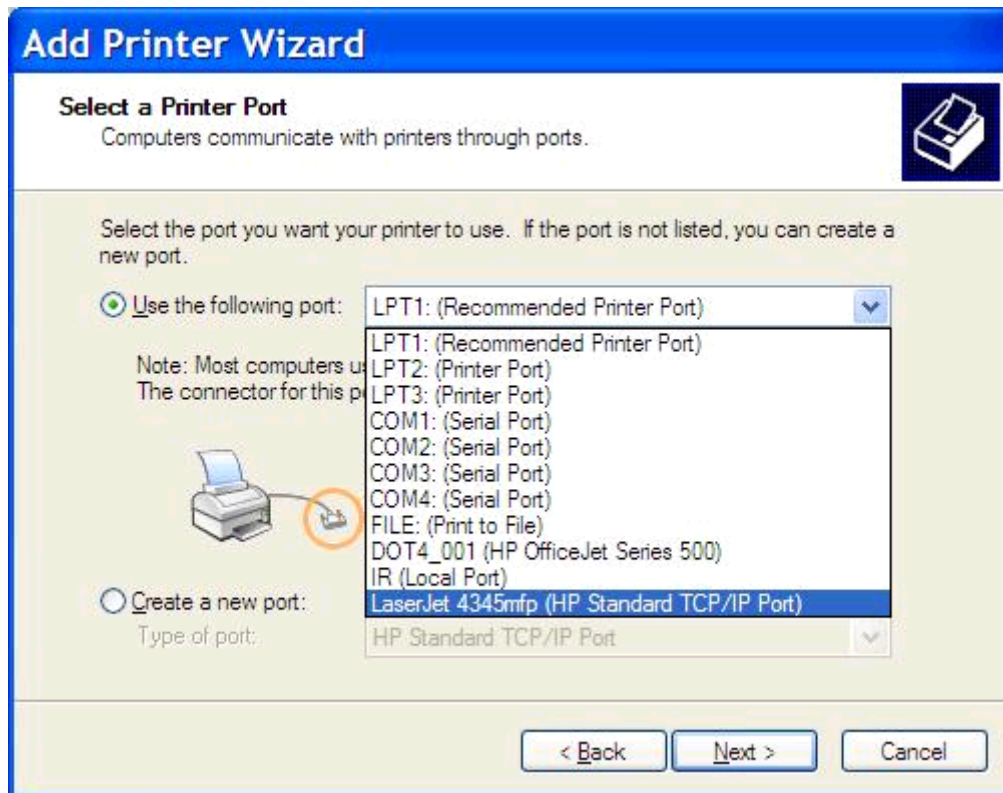 Add Printer Wizard
Select a Printer Port
Computers communicate with printers through ports.
Select the port you want your printer to use. If the port is not listed, you can create a
new port.
Use the following port:
LPT1: (Recommended Printer Port)
LPT1: (Recommended Printer Port)
LPT2: (Printer Port)
LPT3: (Printer Port)
COM1: (Serial Port)
COM2: (Serial Port)
COM3: (Serial Port)
COM4: (Serial Port)
FILE: (Print to File)
DOT4_001 (HP OfficeJet Series 500)
IR (Local Port)
LaserJet 4345mfp (HP Standard TCP/IP Port)
Note: Most computers
The connector for this
Create a new port:
Type of port:
HP Standard TCP/IP Port
< Back
Next >
Cancel